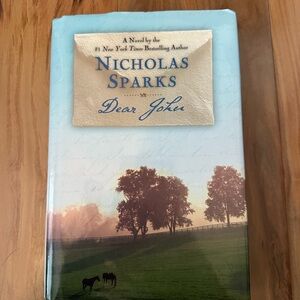 A Novel by the
#1 New York Times Bestselling Author
NICHOLAS
SPARKS
Dear John